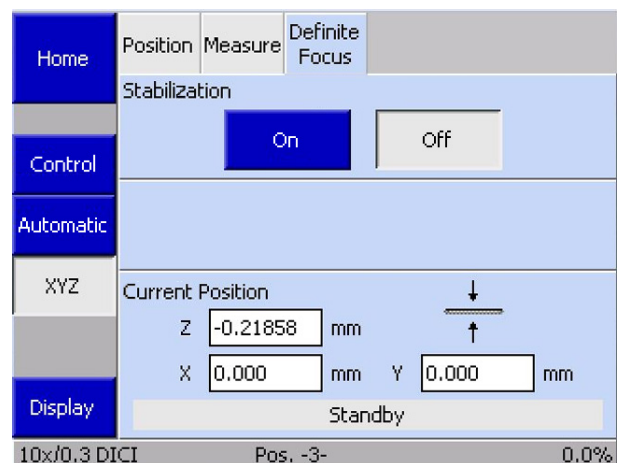 Home
Position
Measure
Definite
Focus
Stabilization
On
Off
Control
Automatic
XYZ
Current Position
Z -0.21858 mm
X 0.000 mm Y 0.000 mm
Display
Standby
10x/0.3 DICI Pos. -3- 0.0%